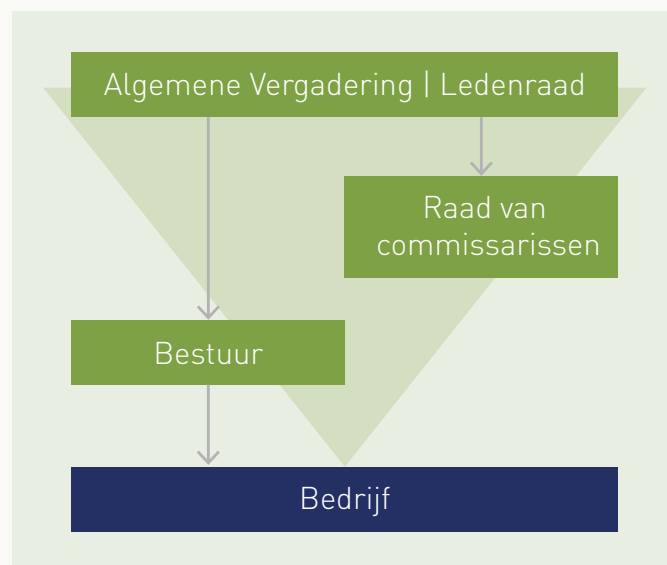 Algemene Vergadering | Ledenraad
Raad van
commissarissen
Bestuur
Bedrijf